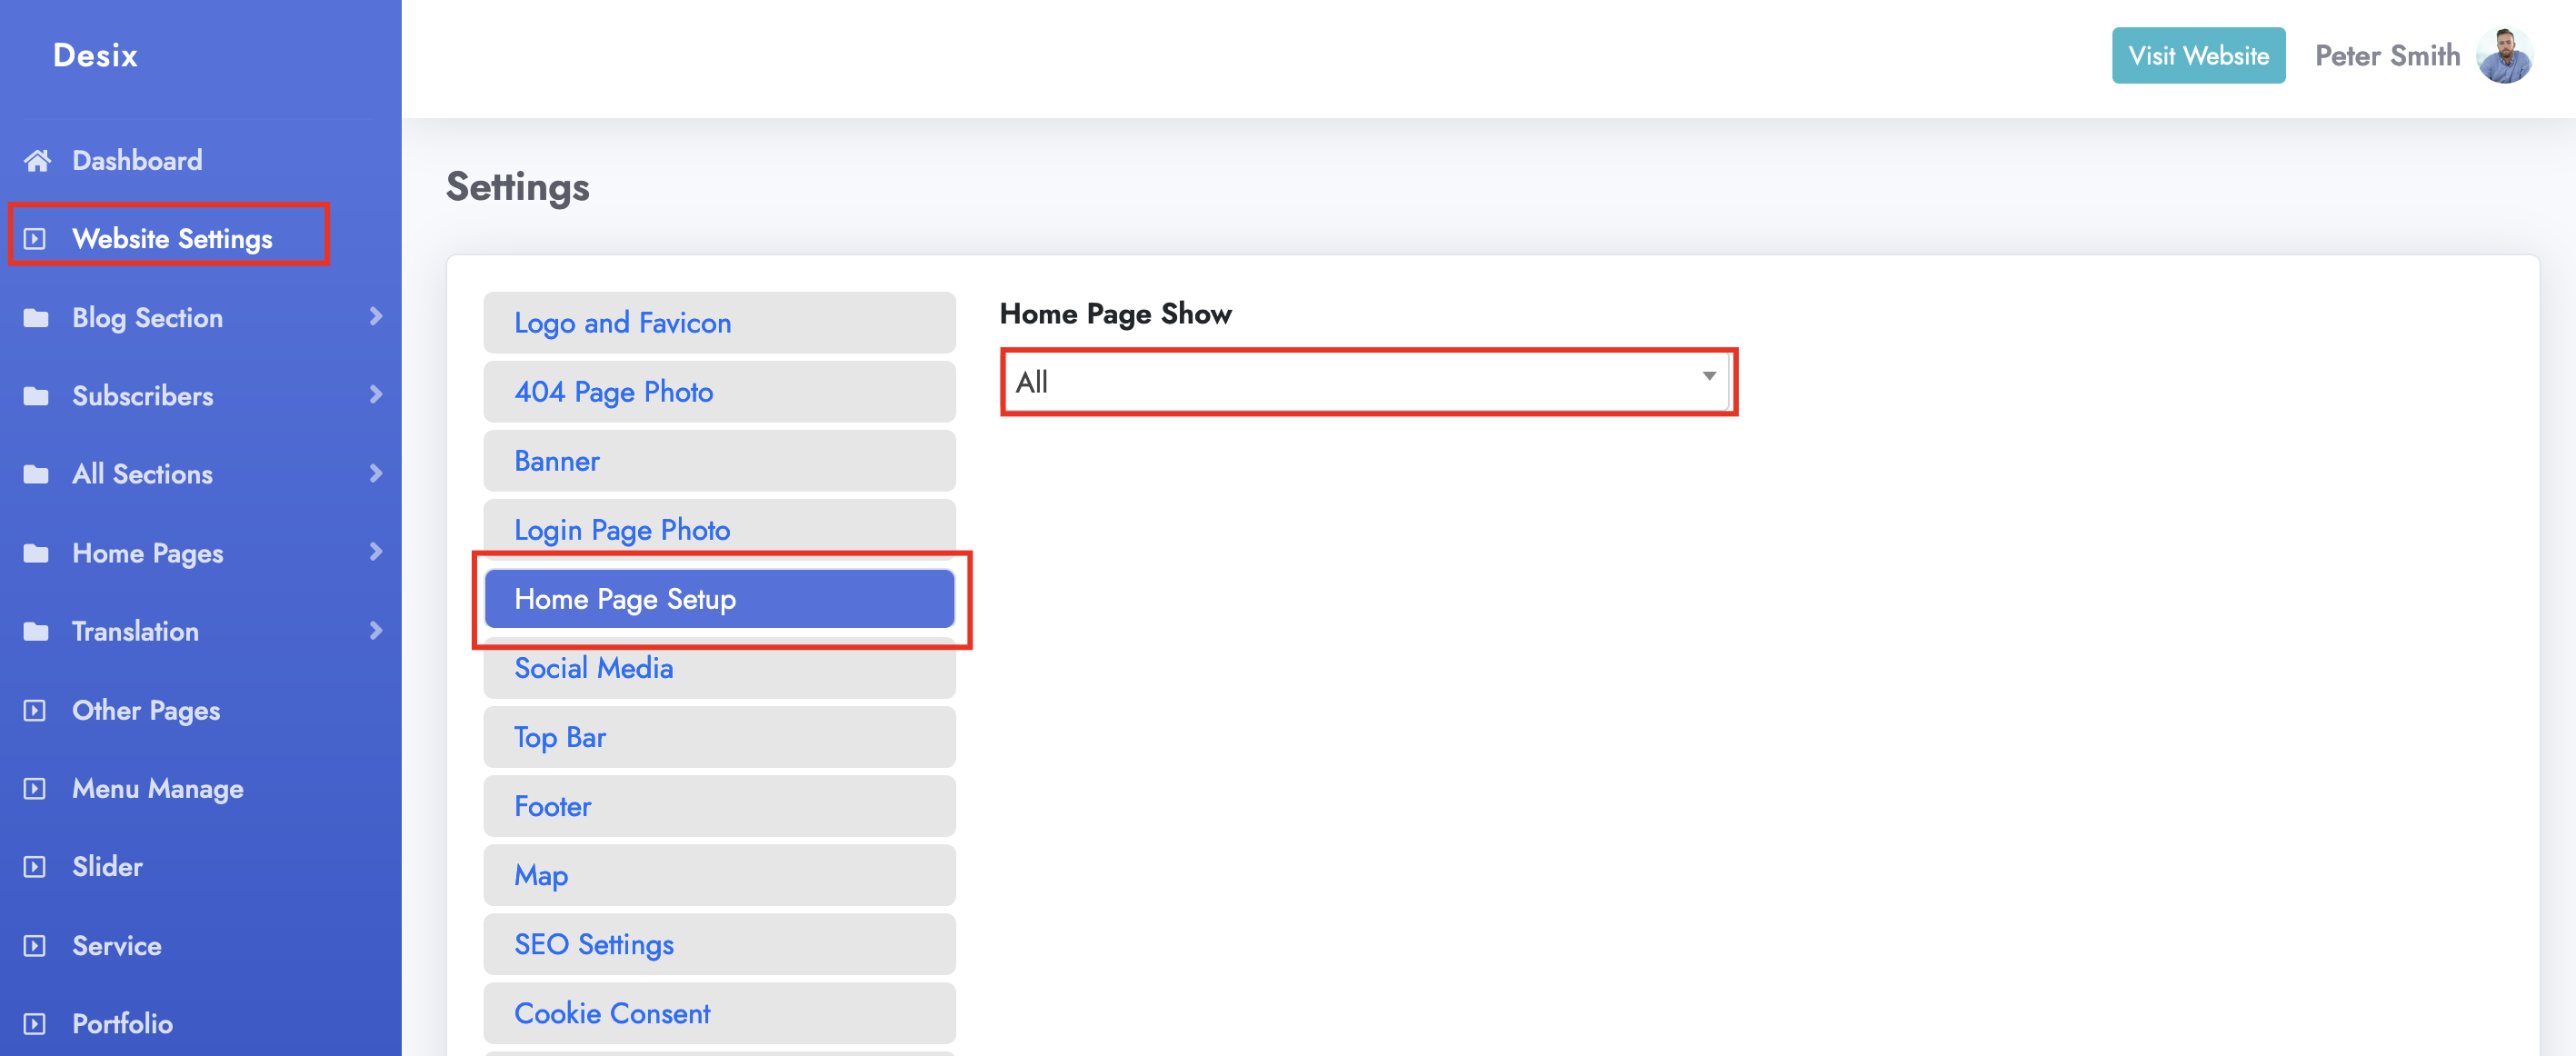 Desix
Visit Website
Peter Smith
Dashboard
Website Settings
Blog Section
Subscribers
All Sections
Home Pages
Translation
Other Pages
Menu Manage
Slider
Service
Portfolio
Settings
Logo and Favicon
404 Page Photo
Banner
Login Page Photo
Home Page Setup
Social Media
Top Bar
Footer
Map
SEO Settings
Cookie Consent
Home Page Show
All